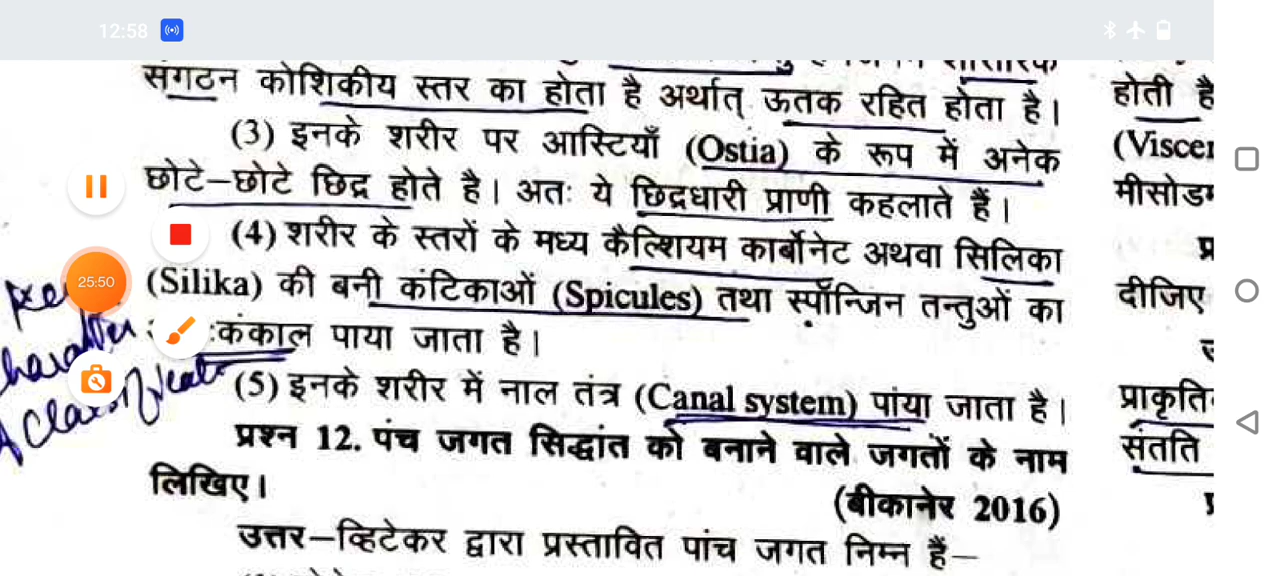 12:58
संगठन कोशिकीय स्तर का होता है अर्थात् ऊतक रहित होता है।
(3) इनके शरीर पर आस्टियाँ (Ostia) के रूप में अनेक
छोटे–छोटे छिद्र होते है। अतः ये छिद्रधारी प्राणी कहलाते हैं।
(4) शरीर के स्तरों के मध्य कैल्शियम कार्बोनेट अथवा सिलिका
(Silika) की बनी कंटिकाओं (Spicules) तथा स्पॉन्जिन तन्तुओं का
:कंकाल पाया जाता है।
(5) इनके शरीर में नाल तंत्र (Canal system) पांया जाता है।
प्रश्न 12. पंच जगत सिद्धांत को बनाने वाले जगतों के नाम
लिखिए।
(बीकानेर 2016)
उत्तर–व्हिटेकर द्वारा प्रस्तावित पांच जगत निम्न हैं–
25:50
होती है
मीसोड
दीजिए
प्राकृति
संतति